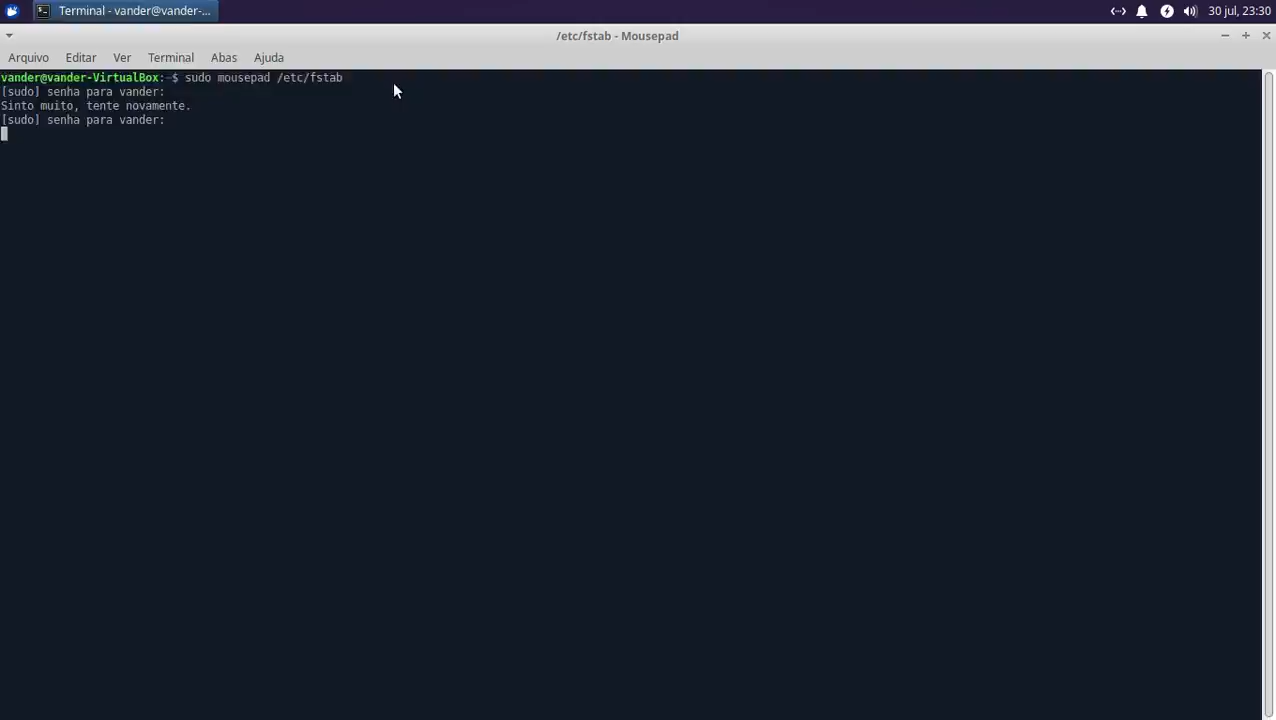 Terminal - vander@vander-...
30 jul, 23:30
/etc/fstab - Mousepad
Arquivo Editar Ver Terminal Abas Ajuda
vander@vander-VirtualBox:~$ sudo mousepad /etc/fstab
[sudo] senha para vander:
Sinto muito, tente novamente.
[sudo] senha para vander: